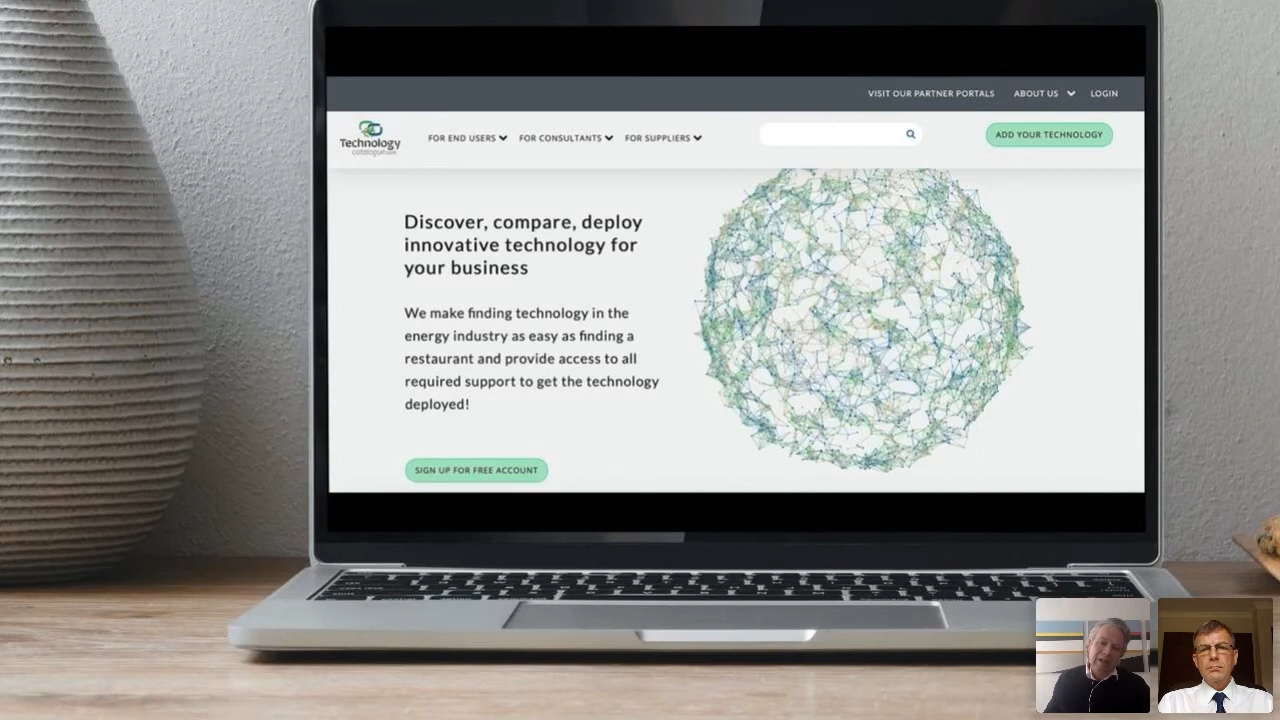 VISIT OUR PARTNER PORTALS ABOUT US LOGIN
Technology
catalogue
FOR END USERS FOR CONSULTANTS FOR SUPPLIERS
ADD YOUR TECHNOLOGY
Discover, compare, deploy
innovative technology for
your business
We make finding technology in the
energy industry as easy as finding a
restaurant and provide access to all
required support to get the technology
deployed!
SIGN UP FOR FREE ACCOUNT